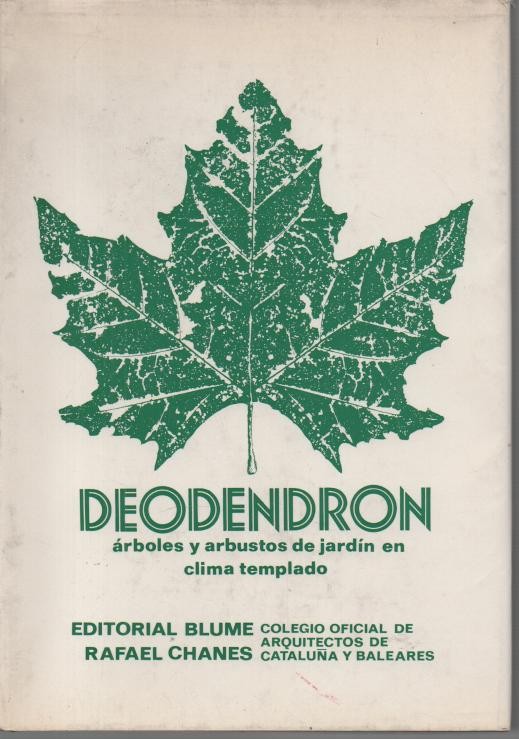 DEODENDRON
árboles y arbustos de jardín en
clima templado
EDITORIAL BLUME
RAFAEL CHANES
COLEGIO OFICIAL DE
ARQUITECTOS DE
CATALUÑA Y BALEARES